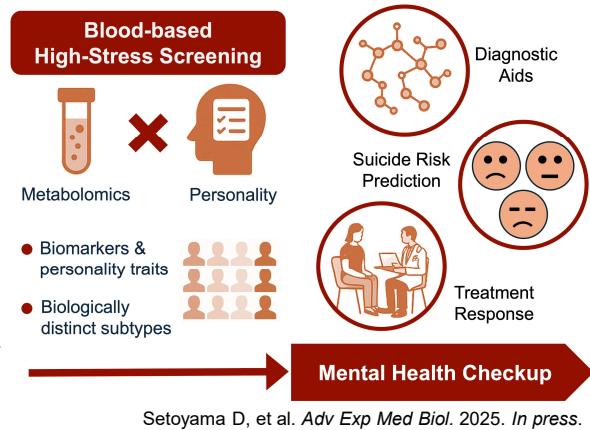 Blood-based
High-Stress Screening
Metabolomics
Personality
Biomarkers &
personality traits
Biologically
distinct subtypes
Diagnostic
Aids
Suicide Risk
Prediction
Treatment
Response
Mental Health Checkup
Setoyama D, et al. Adv Exp Med Biol. 2025. In press.